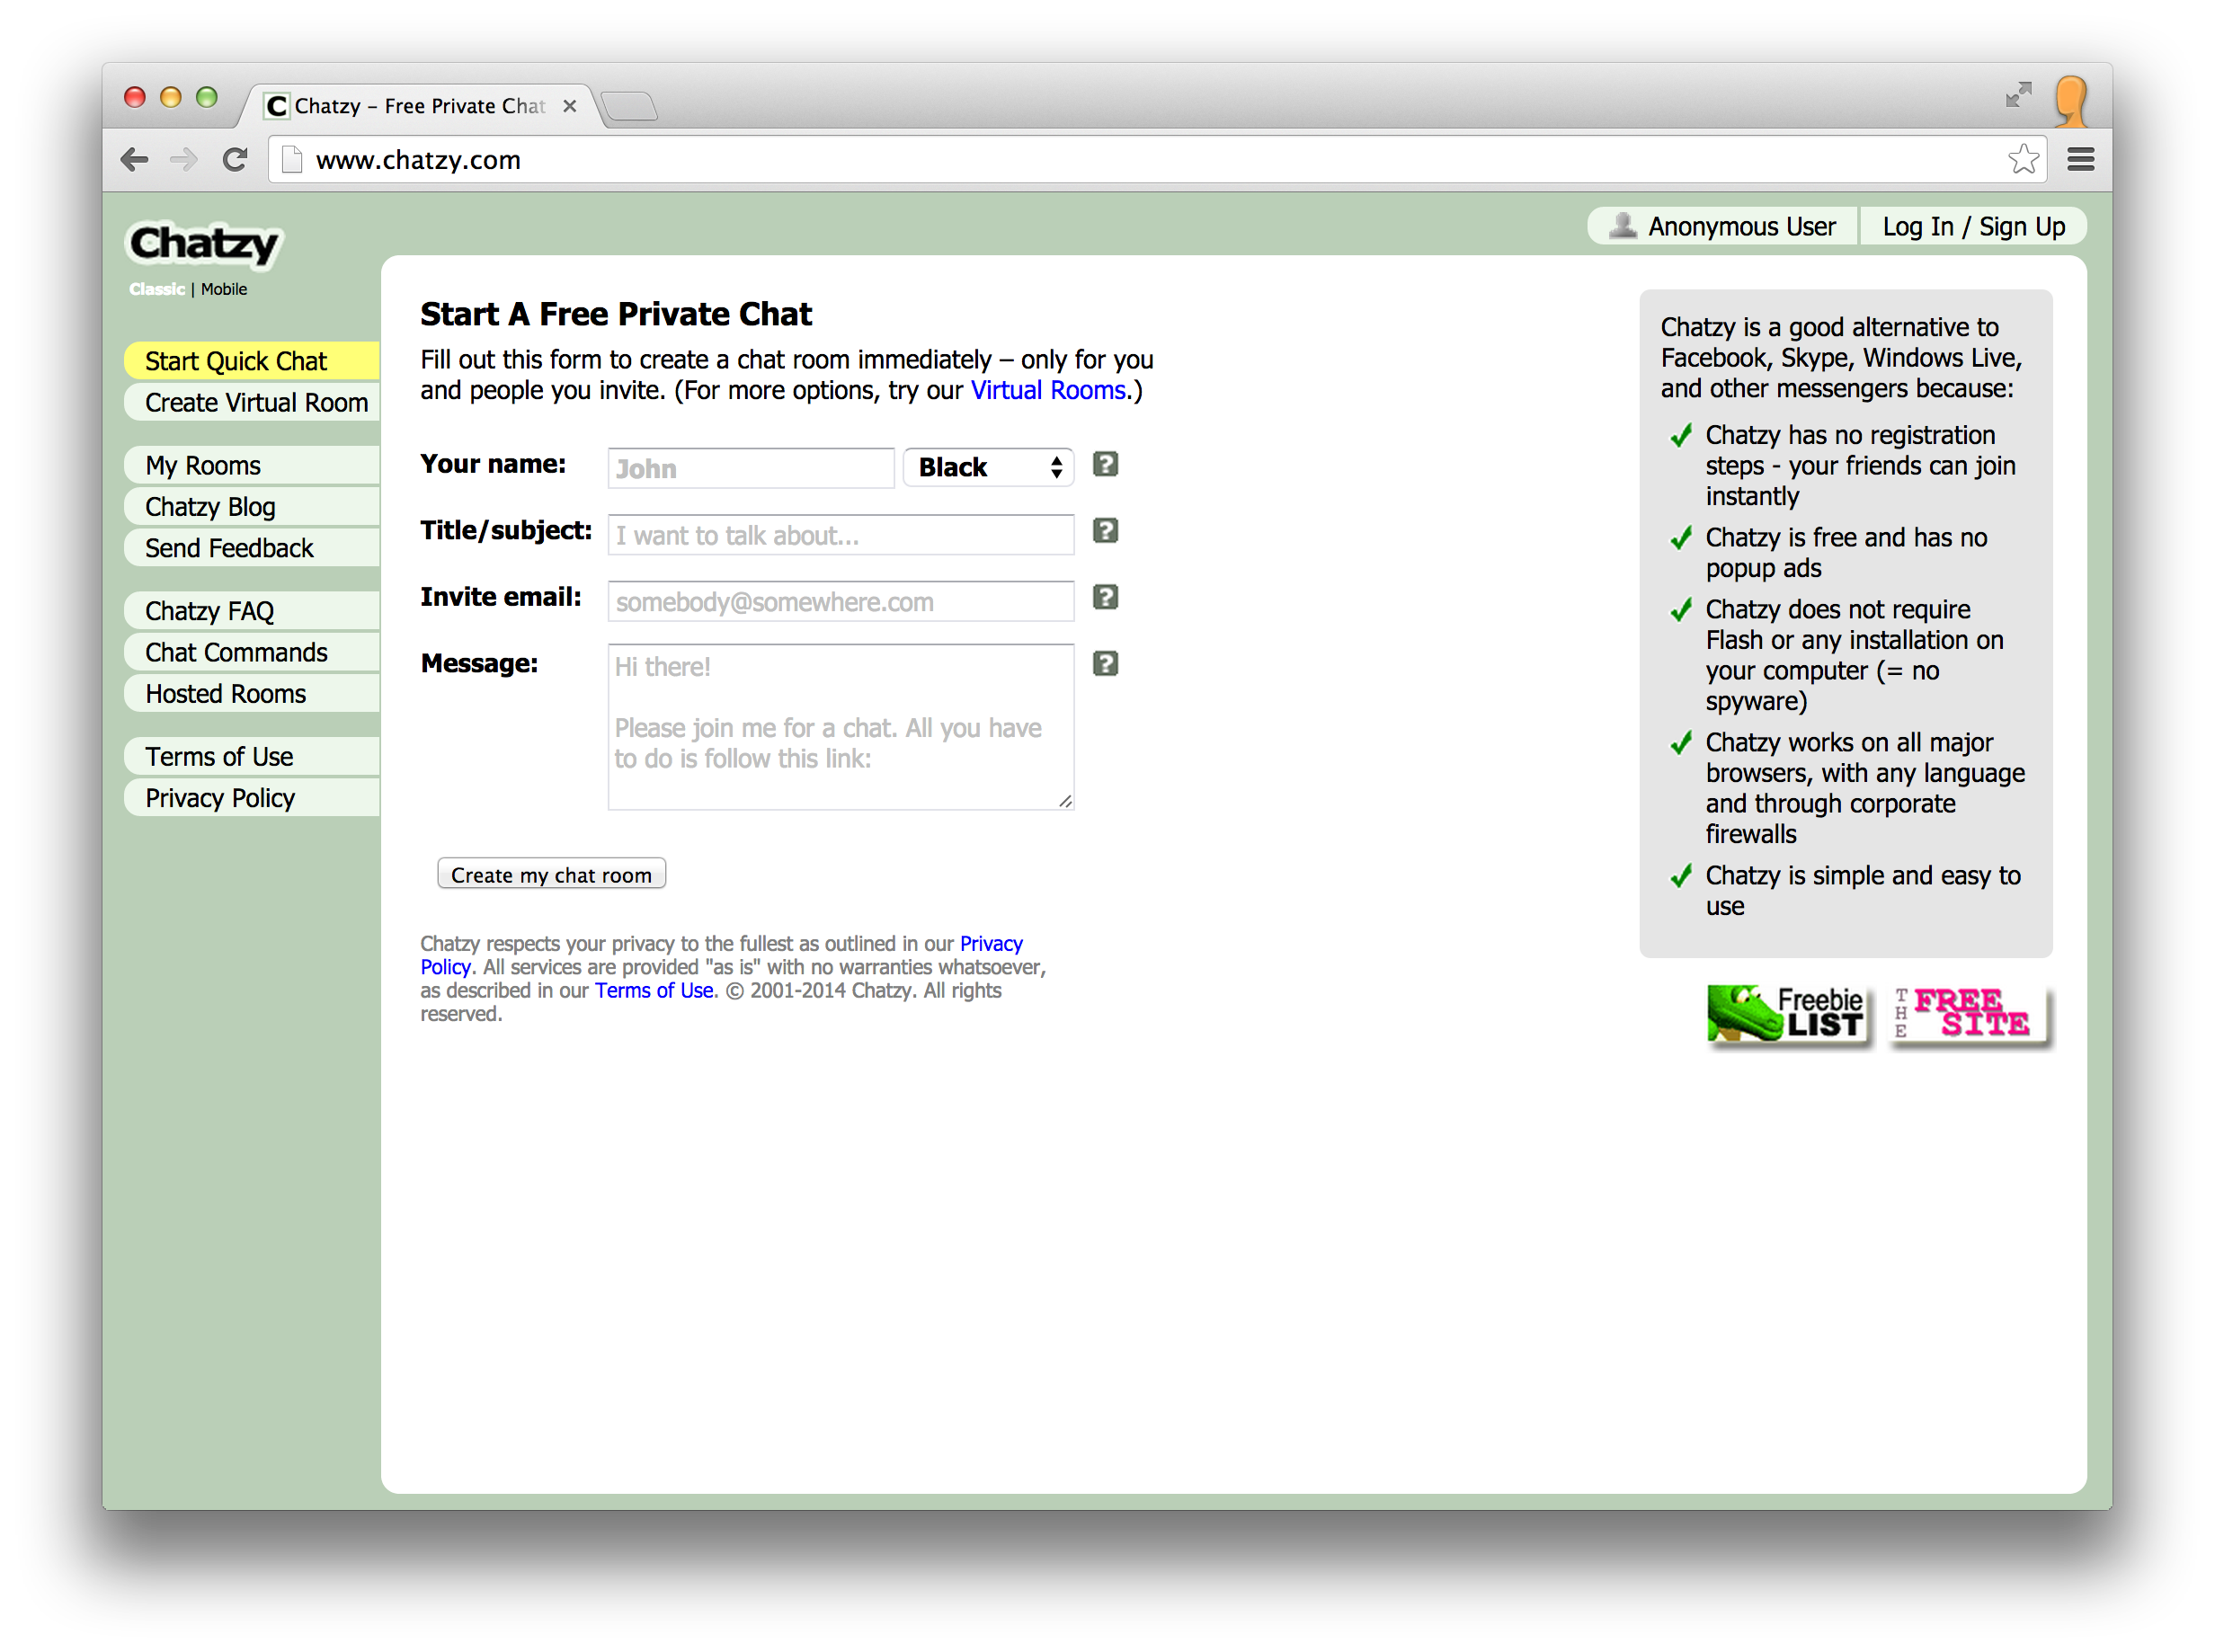 Chatzy – Free Private Chat
www.chatzy.com
Chatzy
Classic | Mobile
Anonymous User
Log In / Sign Up
Start Quick Chat
Create Virtual Room
My Rooms
Chatzy Blog
Send Feedback
Chatzy FAQ
Chat Commands
Hosted Rooms
Terms of Use
Privacy Policy
Start A Free Private Chat
Fill out this form to create a chat room immediately – only for you
and people you invite. (For more options, try our Virtual Rooms.)
Your name:
John
Black
?
Title/subject:
I want to talk about...
?
Invite email:
somebody@somewhere.com
?
Message:
Hi there!
Please join me for a chat. All you have
to do is follow this link:
?
Create my chat room
Chatzy respects your privacy to the fullest as outlined in our Privacy
Policy. All services are provided "as is" with no warranties whatsoever,
as described in our Terms of Use. © 2001-2014 Chatzy. All rights
reserved.
Chatzy is a good alternative to
Facebook, Skype, Windows Live,
and other messengers because:
Chatzy has no registration
steps - your friends can join
instantly
Chatzy is free and has no
popup ads
Chatzy does not require
Flash or any installation on
your computer (= no
spyware)
Chatzy works on all major
browsers, with any language
and through corporate
firewalls
Chatzy is simple and easy to
use
Freebie
LIST
THE
FREE
SITE